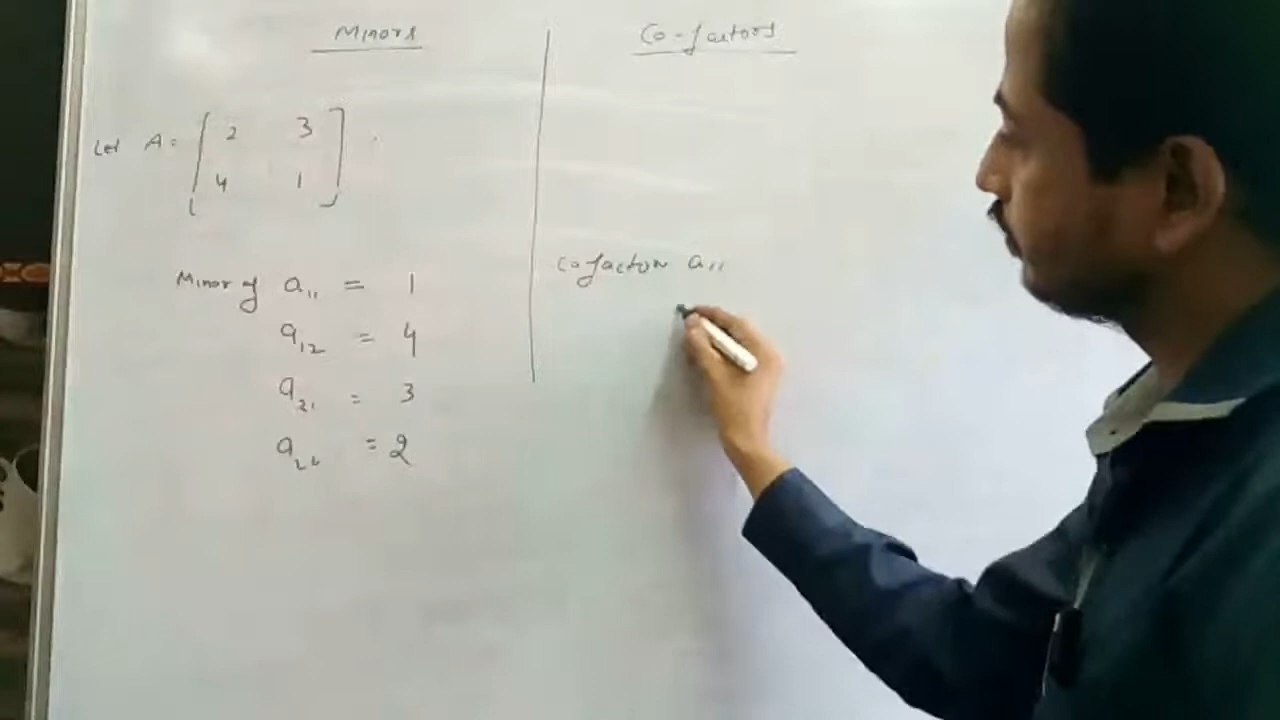 Minors
Let A = [ 2 3
4 1 ]
Minor of a11 = 1
a12 = 4
a21 = 3
a22 = 2
Co-factors
Cofactor a11